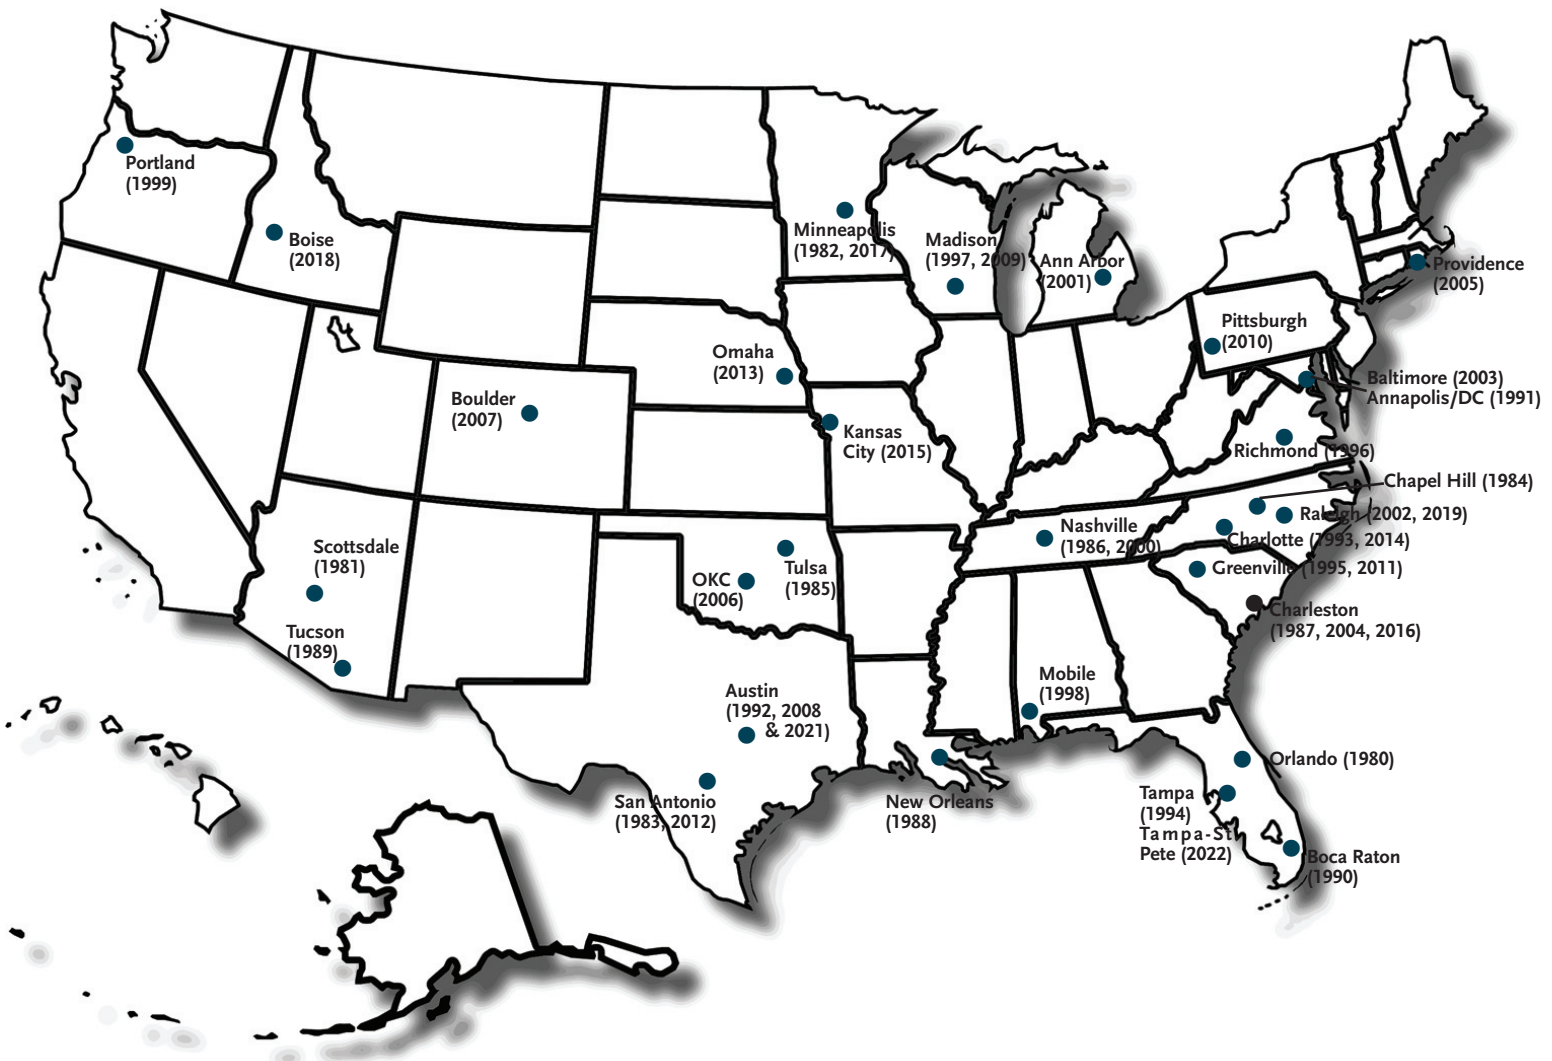 Portland
(1999)
Boise
(2018)
Minneapolis
(1982, 2017)
Madison
(1997, 2009)
Ann Arbor
(2001)
Providence
(2005)
Pittsburgh
(2010)
Omaha
(2013)
Boulder
(2007)
Kansas
City (2015)
Baltimore (2003)
Annapolis/DC (1991)
Richmond (1996)
Chapel Hill (1984)
Raleigh (2002, 2019)
Charlotte (1993, 2014)
Greenville (1995, 2011)
Charleston
(1987, 2004, 2016)
Nashville
(1986, 2000)
Scottsdale
(1981)
Tucson
(1989)
OKC
(2006)
Tulsa
(1985)
Austin
(1992, 2008
& 2021)
San Antonio
(1983, 2012)
New Orleans
(1988)
Mobile
(1998)
Orlando (1980)
Tampa
(1994)
Tampa-St
Pete (2022)
Boca Raton
(1990)